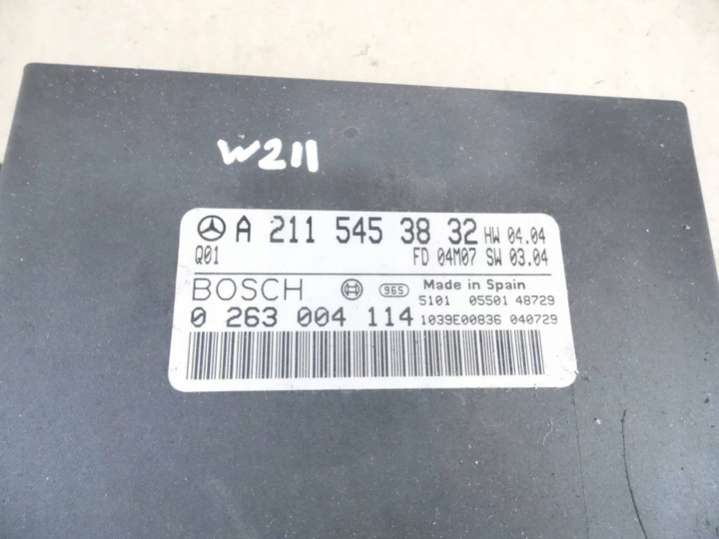 W211
A 211 545 38 32 HW 04.04
Q01 FD 04M07 SW 03.04
BOSCH 965 Made in Spain
5101 05501 48729
0 263 004 114 1039E00836 040729